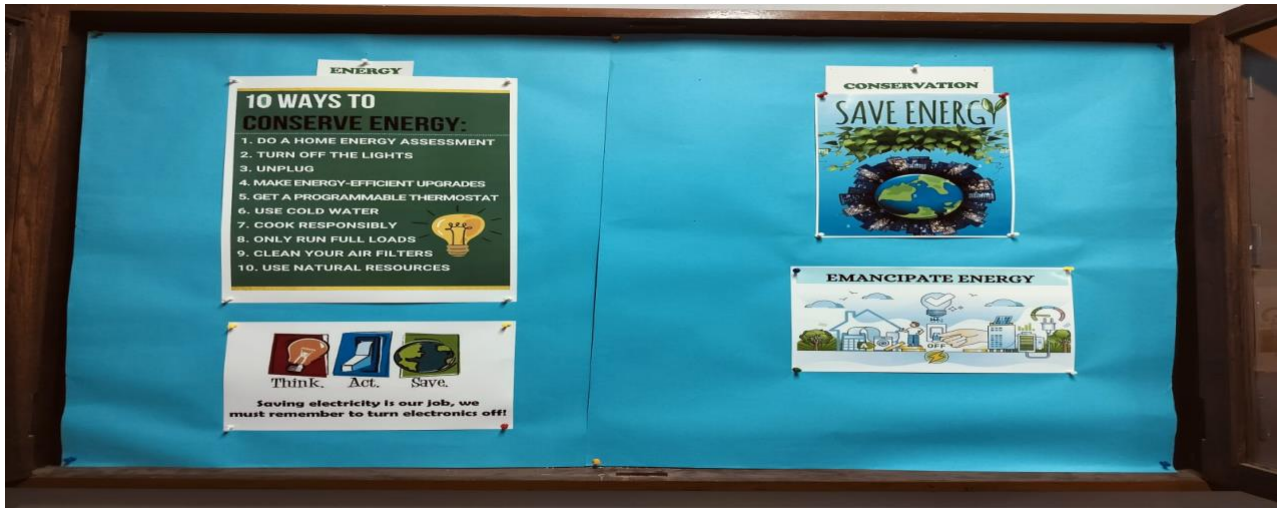 ENERGY
10 WAYS TO
CONSERVE ENERGY:
1. DO A HOME ENERGY ASSESSMENT
2. TURN OFF THE LIGHTS
3. UNPLUG
4. MAKE ENERGY-EFFICIENT UPGRADES
5. GET A PROGRAMMABLE THERMOSTAT
6. USE COLD WATER
7. COOK RESPONSIBLY
8. ONLY RUN FULL LOADS
9. CLEAN YOUR AIR FILTERS
10. USE NATURAL RESOURCES
Think. Act. Save.
Saving electricity is our job, we
must remember to turn electronics off!
CONSERVATION
SAVE ENERGY
EMANCIPATE ENERGY
OFF